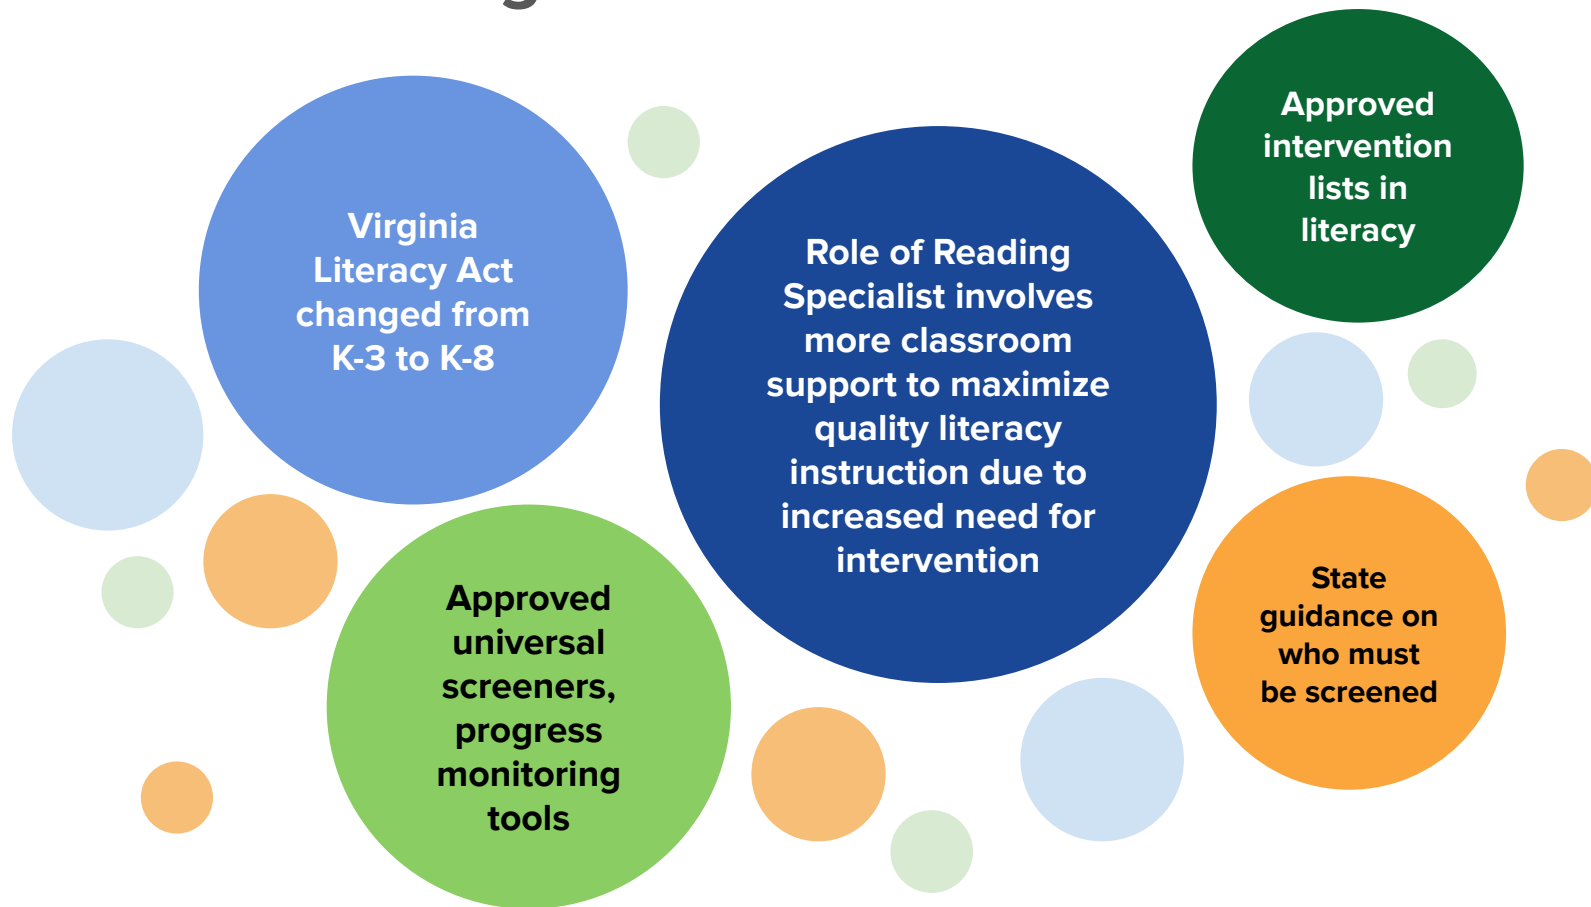 Virginia
Literacy Act
changed from
K-3 to K-8
Role of Reading
Specialist involves
more classroom
support to maximize
quality literacy
instruction due to
increased need for
intervention
Approved
intervention
lists in
literacy
Approved
universal
screeners,
progress
monitoring
tools
State
guidance on
who must
be screened